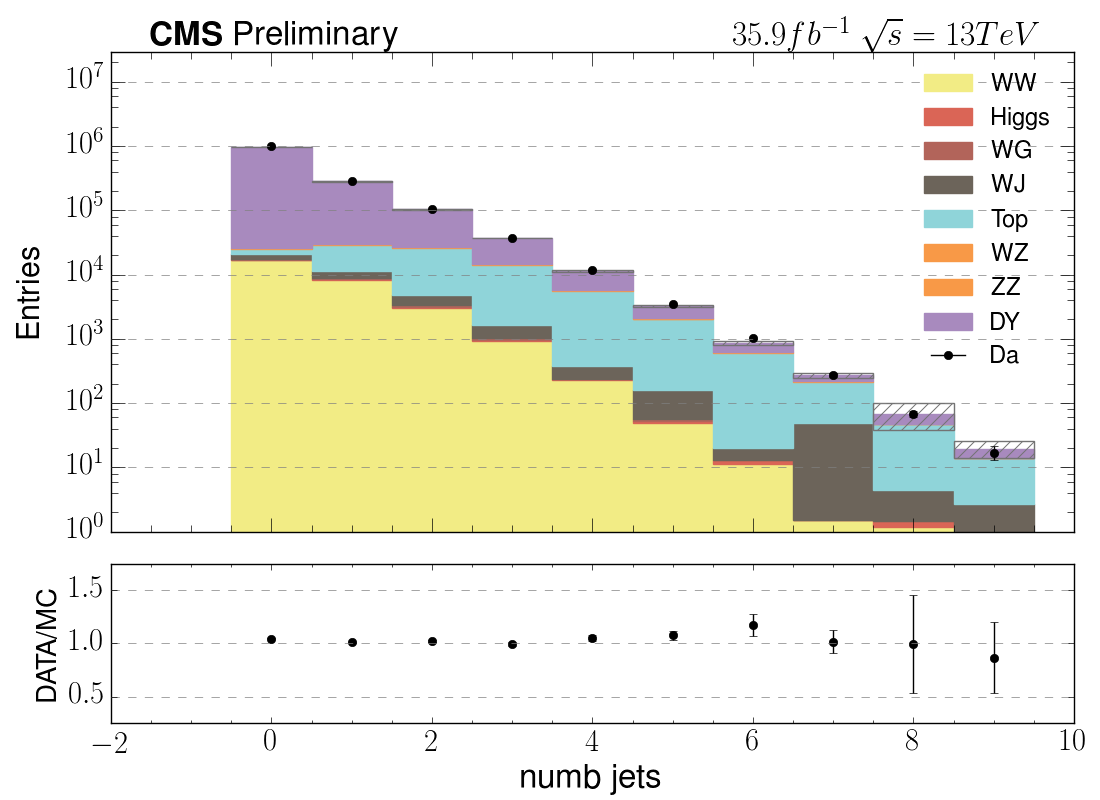 CMS Preliminary
35.9fb⁻¹ √s = 13TeV
Entries
10⁷
10⁶
10⁵
10⁴
10³
10²
10¹
10⁰
WW
Higgs
WG
WJ
Top
WZ
ZZ
DY
Da
DATA/MC
1.5
1.0
0.5
−2
0
2
4
6
8
10
numb jets